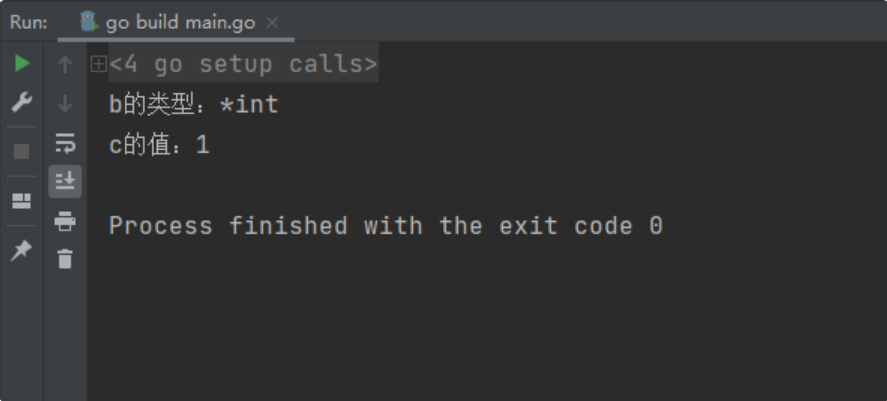 Run: go build main.go
<4 go setup calls>
b的类型：*int
c的值：1
Process finished with the exit code 0